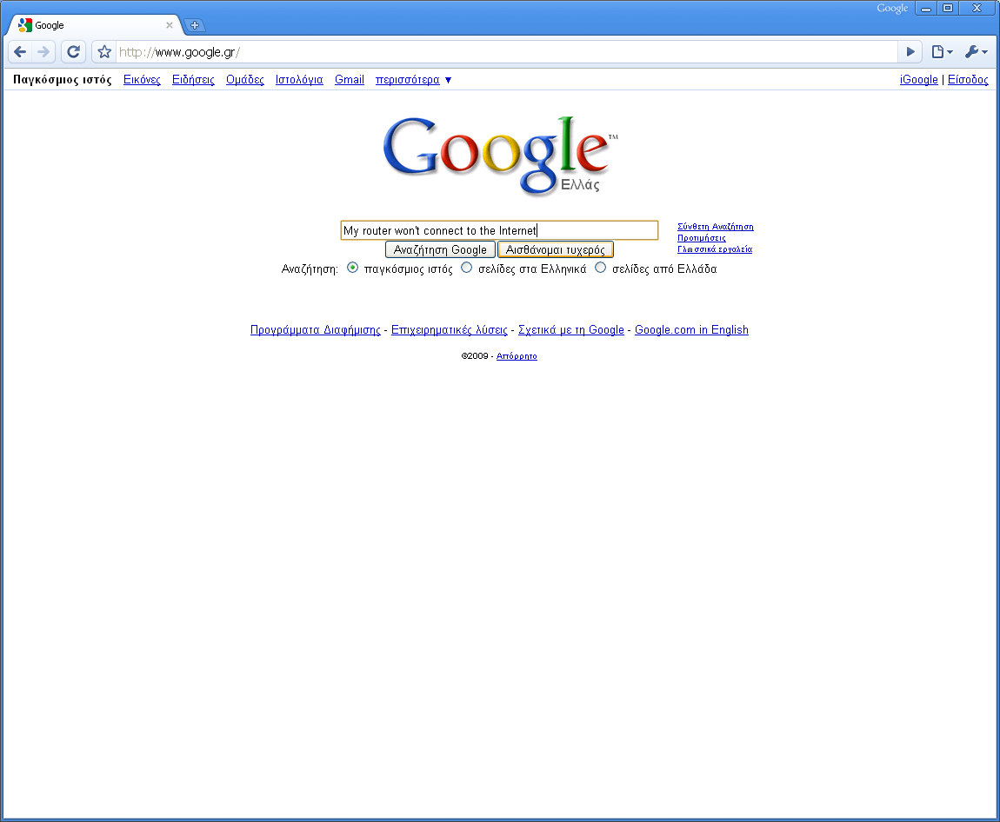 Google
Google
http://www.google.gr/
Παγκόσμιος ιστός Εικόνες Ειδήσεις Ομάδες Ιστολόγια Gmail περισσότερα ▼ iGoogle | Είσοδος
Google™
Ελλάς
My router won't connect to the Internet
Σύνθετη Αναζήτηση
Προτιμήσεις
Γλωσσικά εργαλεία
Αναζήτηση Google Αισθάνομαι τυχερός
Αναζήτηση: παγκόσμιος ιστός σελίδες στα Ελληνικά σελίδες από Ελλάδα
Προγράμματα Διαφήμισης - Επιχειρηματικές λύσεις - Σχετικά με τη Google - Google.com in English
©2009 - Απόρρητο